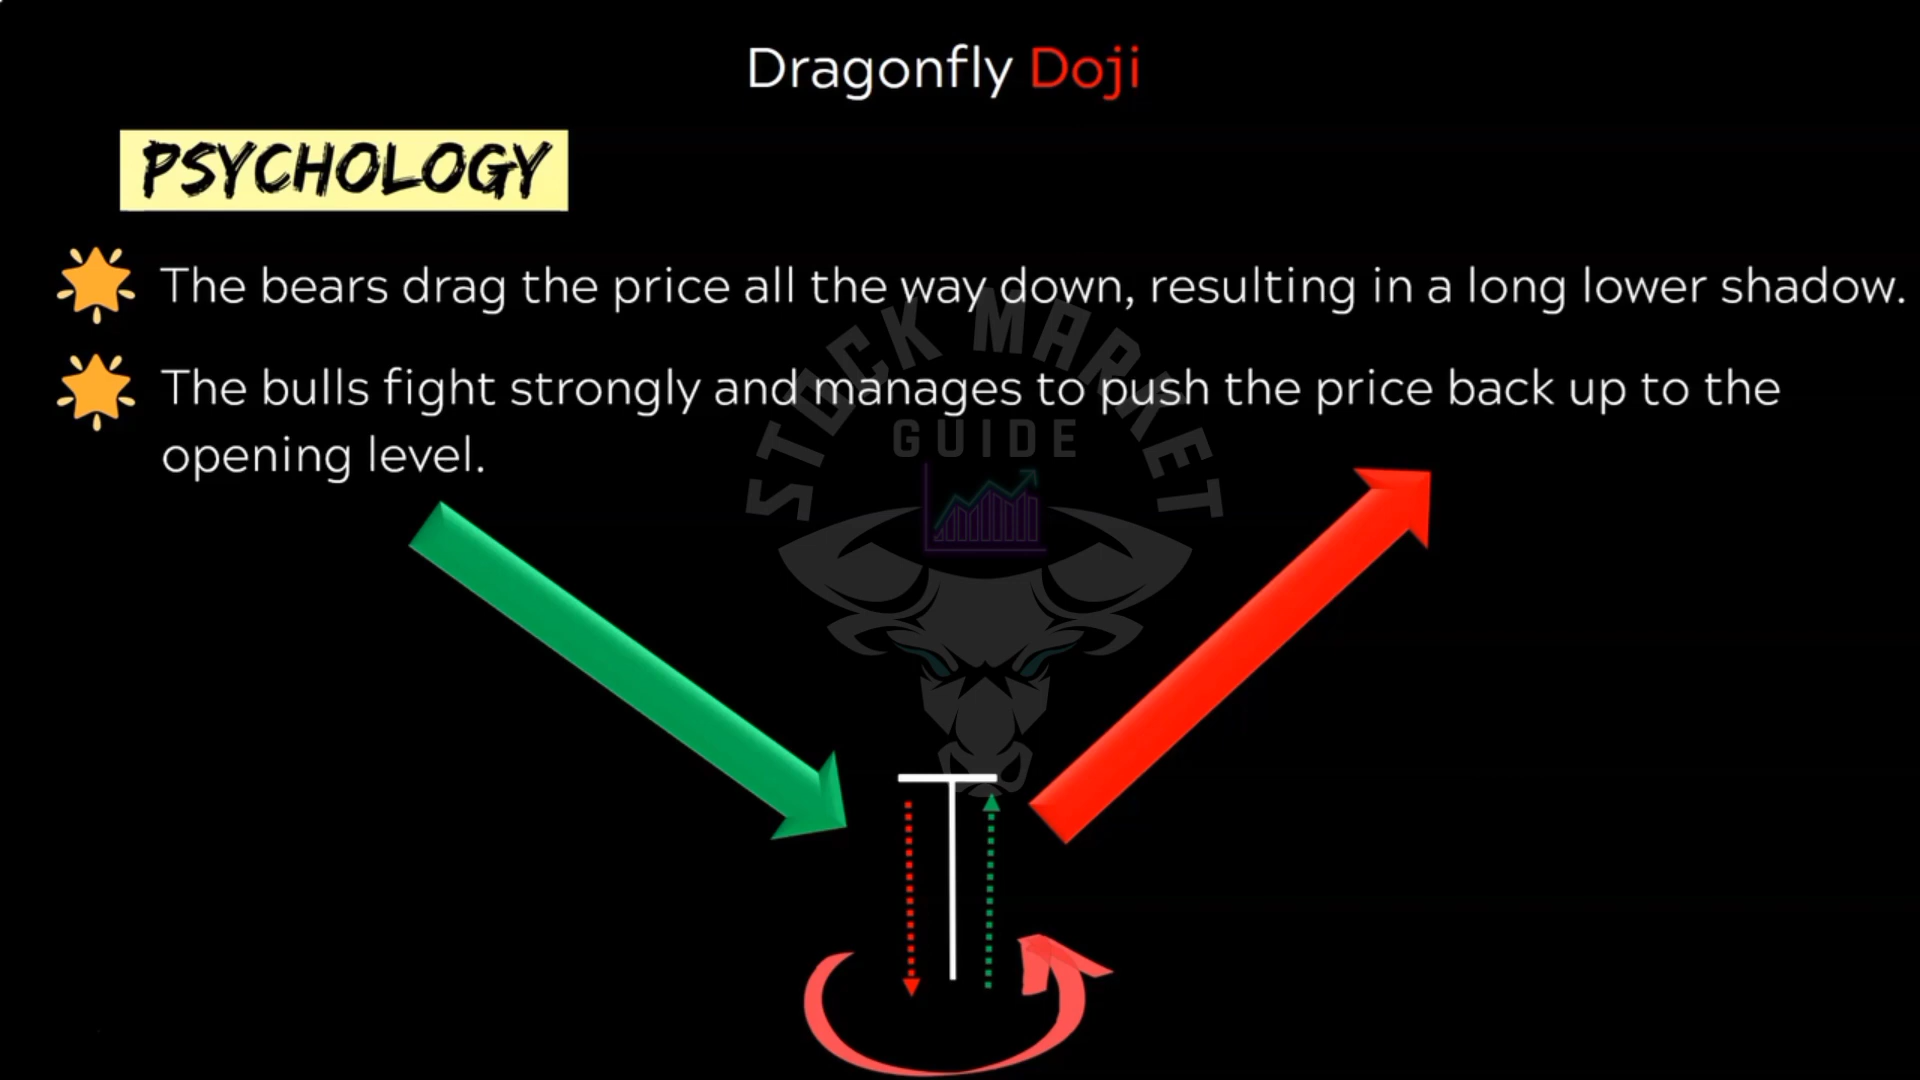 Dragonfly Doji
PSYCHOLOGY
The bears drag the price all the way down, resulting in a long lower shadow.
The bulls fight strongly and manages to push the price back up to the
opening level.
STOCK MARKET
GUIDE